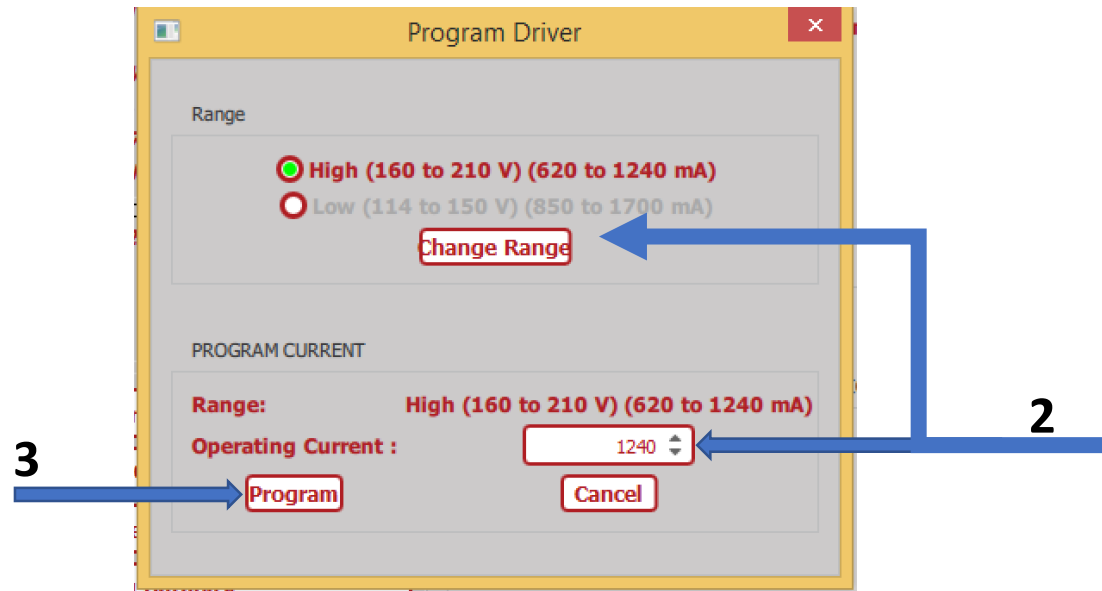 Program Driver
Range
High (160 to 210 V) (620 to 1240 mA)
Low (114 to 150 V) (850 to 1700 mA)
Change Range
PROGRAM CURRENT
Range: High (160 to 210 V) (620 to 1240 mA)
2
Operating Current : 1240
3
Program Cancel